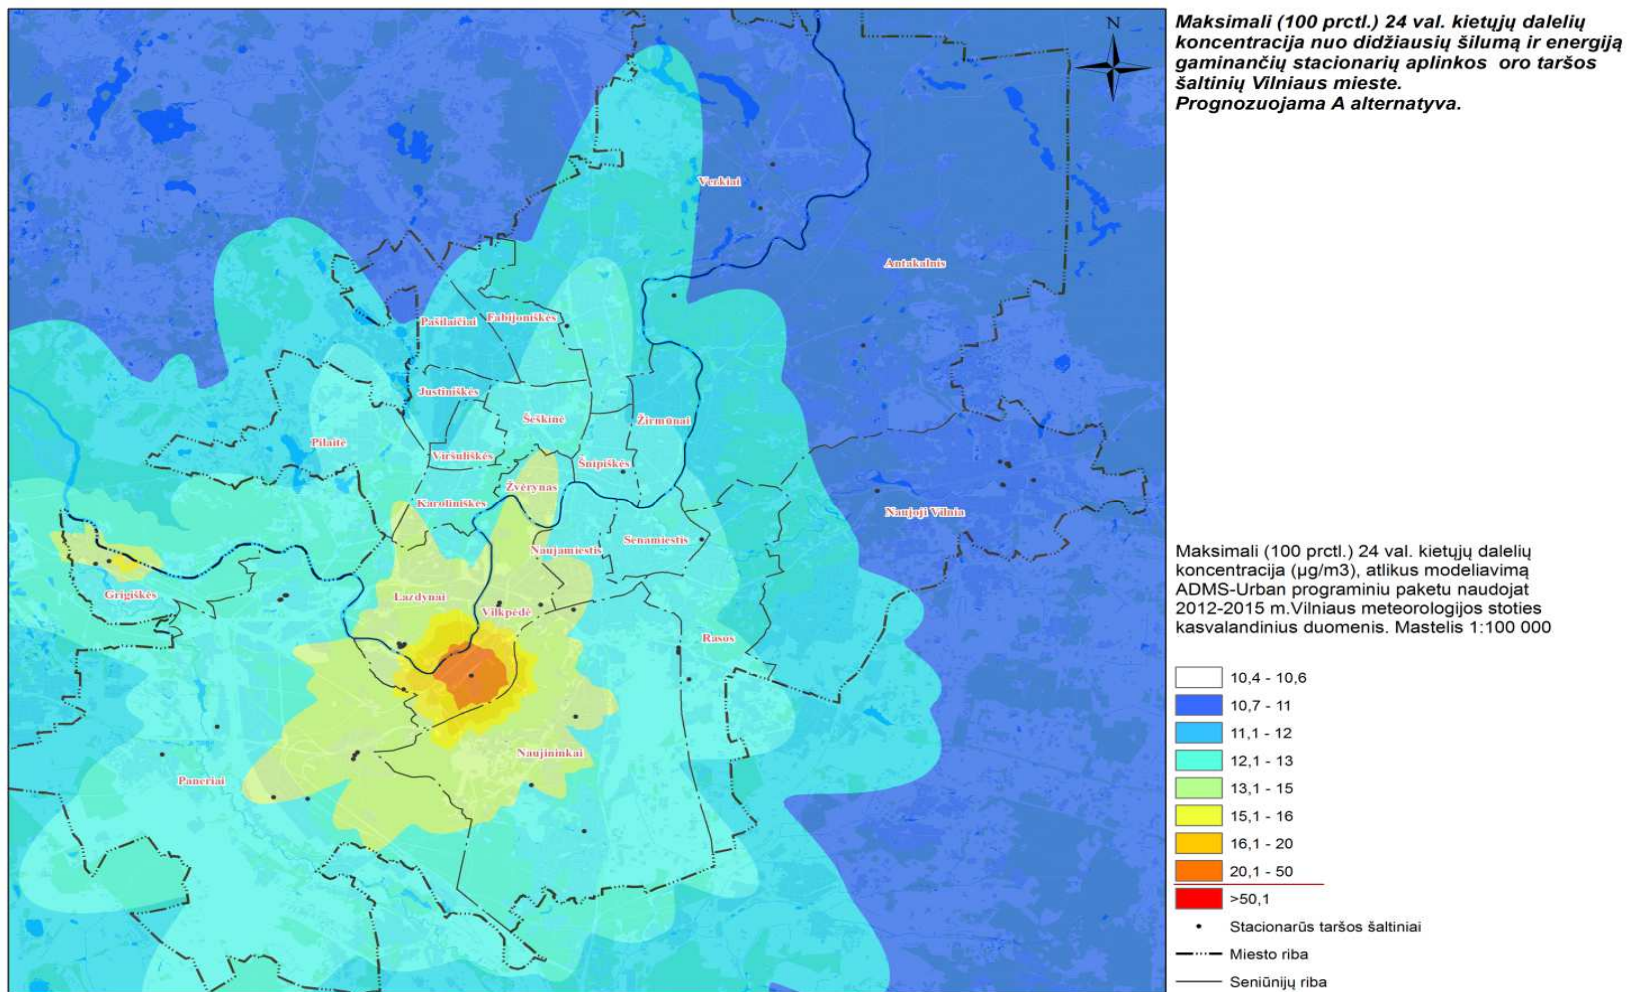 Maksimali (100 prctl.) 24 val. kietųjų dalelių
koncentracija nuo didžiausių šilumą ir energiją
gaminančių stacionarių aplinkos oro taršos
šaltinių Vilniaus mieste.
Prognozuojama A alternatyva.
N
Verkiai
Antakalnis
Pašilaičiai
Fabijoniškės
Justiniškės
Šeškinė
Žirmūnai
Pilaitė
Viršuliškės
Šnipiškės
Žvėrynas
Karoliniškės
Naujoji Vilnia
Naujamiestis
Senamiestis
Grigiškės
Lazdynai
Vilkpėdė
Rasos
Naujininkai
Paneriai
Maksimali (100 prctl.) 24 val. kietųjų dalelių
koncentracija (µg/m3), atlikus modeliavimą
ADMS-Urban programiniu paketu naudojat
2012-2015 m.Vilniaus meteorologijos stoties
kasvalandinius duomenis. Mastelis 1:100 000
10,4 - 10,6
10,7 - 11
11,1 - 12
12,1 - 13
13,1 - 15
15,1 - 16
16,1 - 20
20,1 - 50
>50,1
Stacionarūs taršos šaltiniai
Miesto riba
Seniūnijų riba